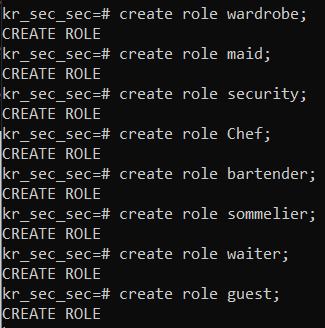 kr_sec_sec=# create role wardrobe;
CREATE ROLE
kr_sec_sec=# create role maid;
CREATE ROLE
kr_sec_sec=# create role security;
CREATE ROLE
kr_sec_sec=# create role Chef;
CREATE ROLE
kr_sec_sec=# create role bartender;
CREATE ROLE
kr_sec_sec=# create role sommelier;
CREATE ROLE
kr_sec_sec=# create role waiter;
CREATE ROLE
kr_sec_sec=# create role guest;
CREATE ROLE